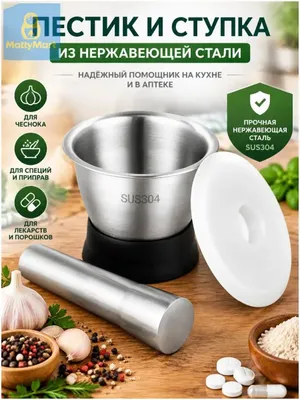 MattyMart
ПЕСТИК И СТУПКА
ИЗ НЕРЖАВЕЮЩЕЙ СТАЛИ
НАДЁЖНЫЙ ПОМОЩНИК НА КУХНЕ
И В АПТЕКЕ
ДЛЯ
ЧЕСНОКА
ДЛЯ СПЕЦИЙ
И ПРИПРАВ
ДЛЯ
ЛЕКАРСТВ
И ПОРОШКОВ
ПРОЧНАЯ
НЕРЖАВЕЮЩАЯ
СТАЛЬ
SUS304
SUS304